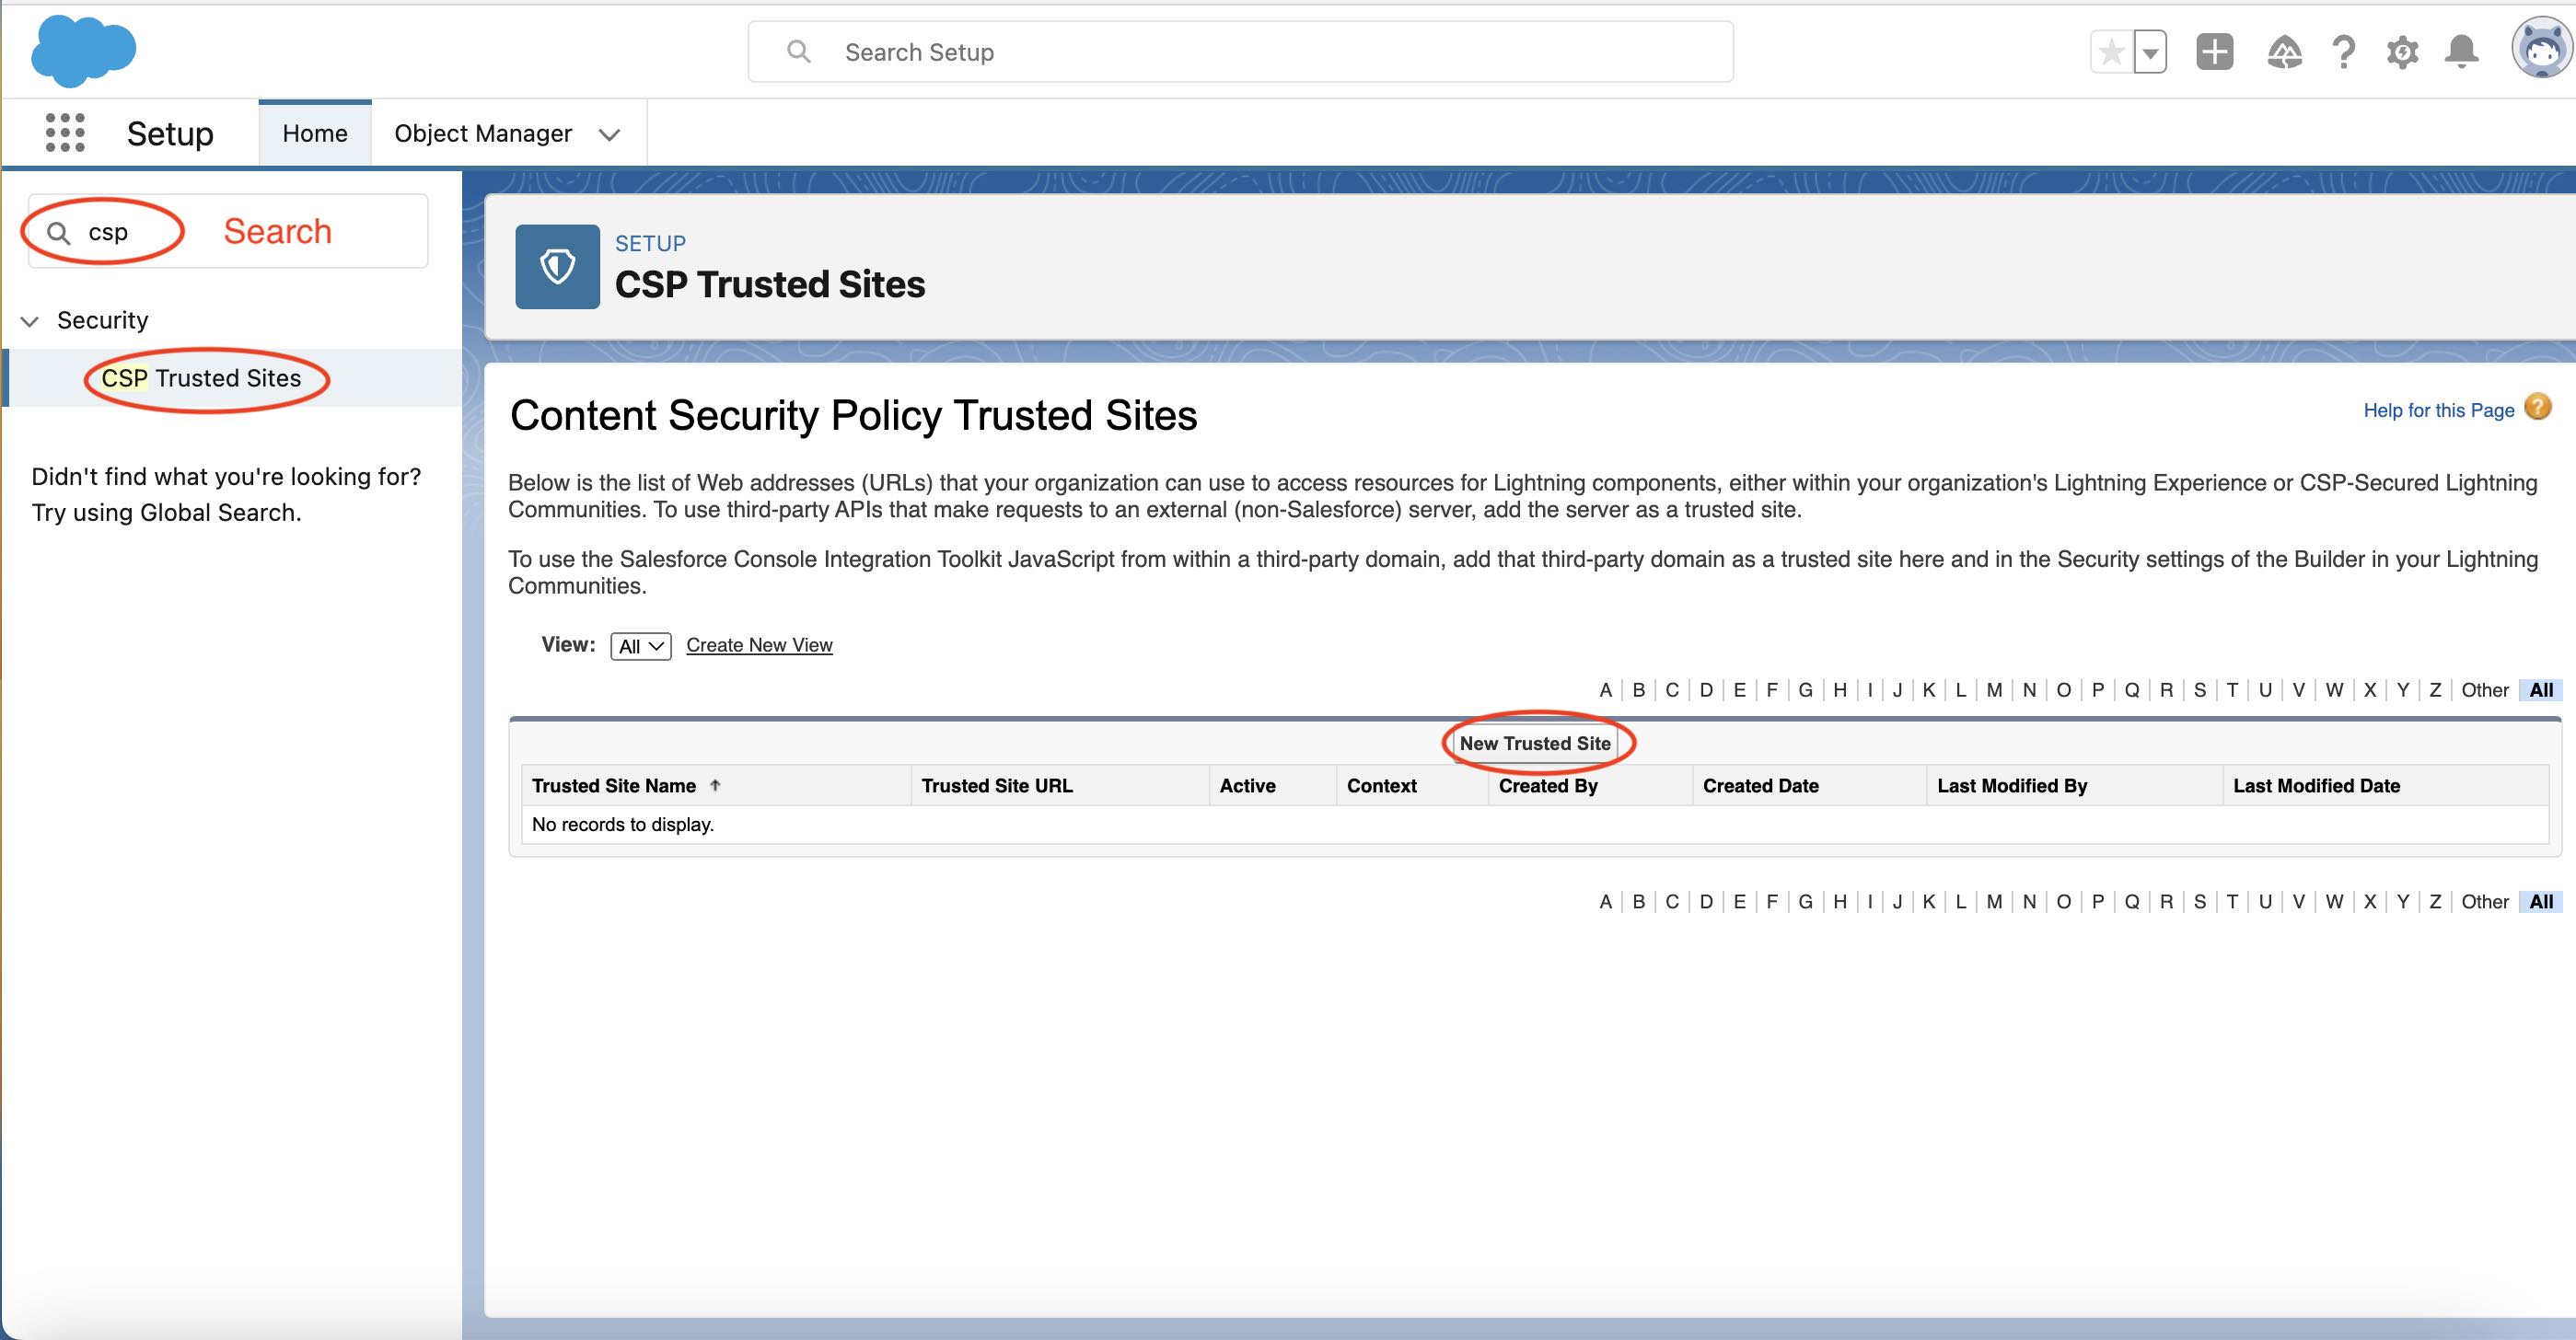 Search Setup
Setup
Home
Object Manager
csp
Search
Security
CSP Trusted Sites
Didn't find what you're looking for?
Try using Global Search.
SETUP
CSP Trusted Sites
Content Security Policy Trusted Sites
Help for this Page ?
Below is the list of Web addresses (URLs) that your organization can use to access resources for Lightning components, either within your organization's Lightning Experience or CSP-Secured Lightning
Communities. To use third-party APIs that make requests to an external (non-Salesforce) server, add the server as a trusted site.
To use the Salesforce Console Integration Toolkit JavaScript from within a third-party domain, add that third-party domain as a trusted site here and in the Security settings of the Builder in your Lightning
Communities.
View: All Create New View
A | B | C | D | E | F | G | H | I | J | K | L | M | N | O | P | Q | R | S | T | U | V | W | X | Y | Z | Other | All
New Trusted Site
Trusted Site Name ↑ Trusted Site URL Active Context Created By Created Date Last Modified By Last Modified Date
No records to display.
A | B | C | D | E | F | G | H | I | J | K | L | M | N | O | P | Q | R | S | T | U | V | W | X | Y | Z | Other | All